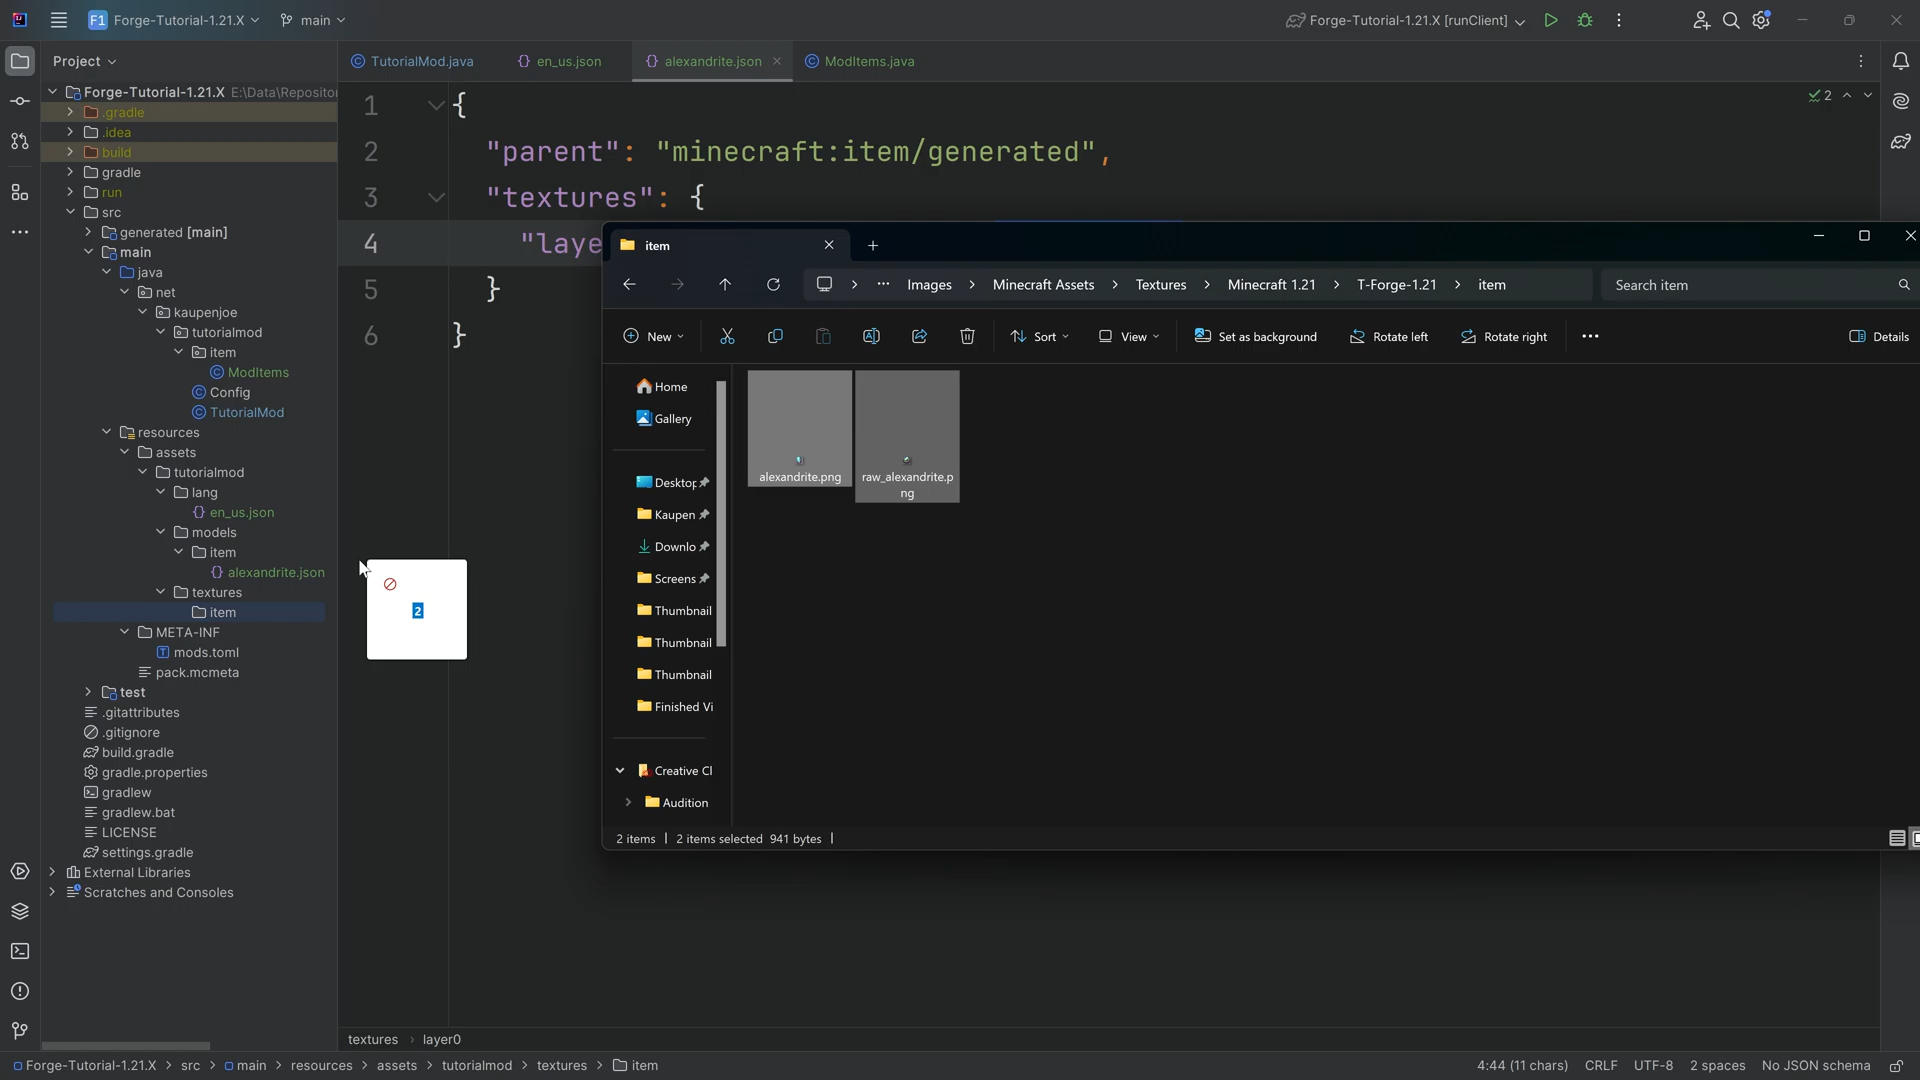 F1 Forge-Tutorial-1.21.X main
Forge-Tutorial-1.21.X [runClient]
Project
TutorialMod.java
en_us.json
alexandrite.json
ModItems.java
Forge-Tutorial-1.21.X E:\Data\Repositor
.gradle
.idea
build
gradle
run
src
generated [main]
main
java
net
kaupenjoe
tutorialmod
item
ModItems
Config
TutorialMod
resources
assets
tutorialmod
lang
en_us.json
models
item
alexandrite.json
textures
item
META-INF
mods.toml
pack.mcmeta
test
.gitattributes
.gitignore
build.gradle
gradle.properties
gradlew
gradlew.bat
LICENSE
settings.gradle
External Libraries
Scratches and Consoles
1 {
2 "parent": "minecraft:item/generated",
3 "textures": {
4 "laye
5 }
6 }
2
2
item
Images > Minecraft Assets > Textures > Minecraft 1.21 > T-Forge-1.21 > item
Search item
New
Sort
View
Set as background
Rotate left
Rotate right
Details
Home
Gallery
Desktop
Kaupen
Downlo
Screens
Thumbnail
Thumbnail
Thumbnail
Finished Vi
Creative Cl
Audition
alexandrite.png
raw_alexandrite.p
ng
2 items | 2 items selected 941 bytes |
textures > layer0
Forge-Tutorial-1.21.X > src > main > resources > assets > tutorialmod > textures > item
4:44 (11 chars) CRLF UTF-8 2 spaces No JSON schema